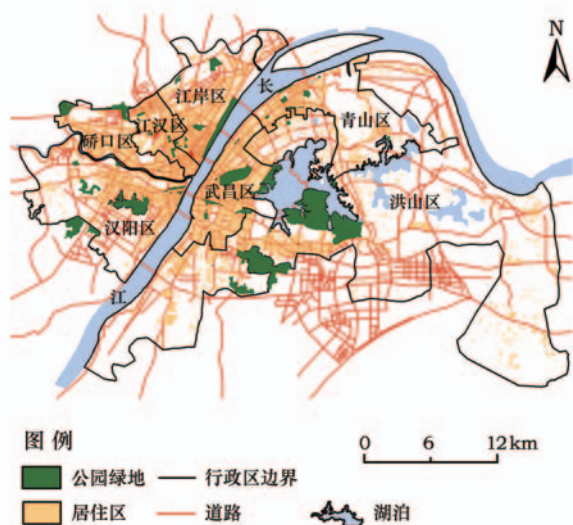 N
长
江岸区
青山区
江汉区
硚口区
武昌区
洪山区
汉阳区
江
图例
0 6 12km
公园绿地 行政区边界
居住区 道路 湖泊